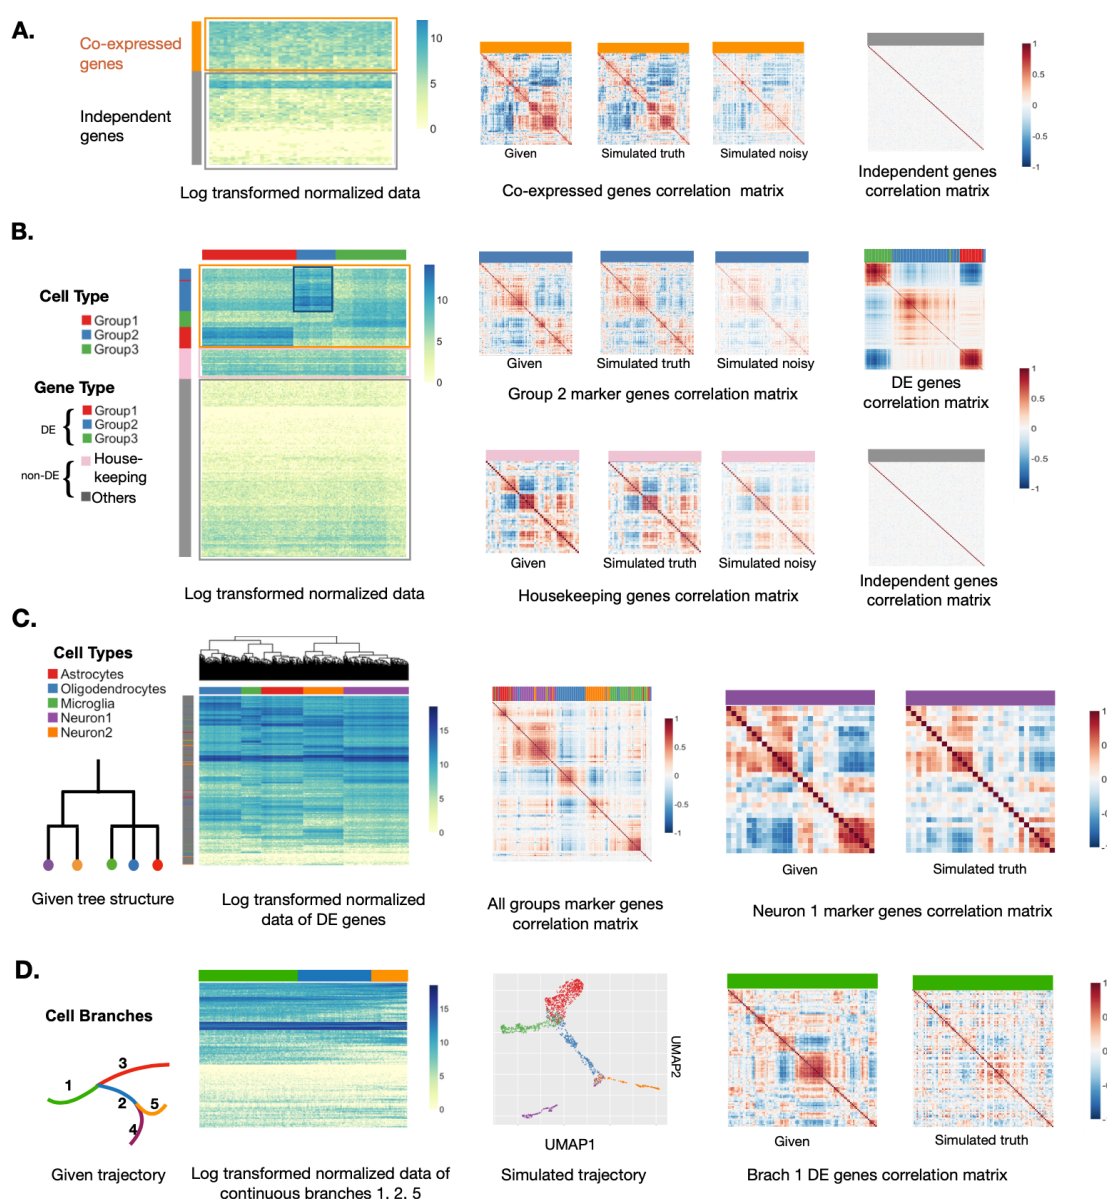 A.
Co-expressed
genes
Independent
genes
10
5
0
Log transformed normalized data
Given
Simulated truth
Simulated noisy
Co-expressed genes correlation matrix
Independent genes
correlation matrix
1
0.5
0
-0.5
-1
B.
Cell Type
Group1
Group2
Group3
Gene Type
DE
Group1
Group2
Group3
non-DE
House-
keeping
Others
10
5
0
Log transformed normalized data
Given
Simulated truth
Simulated noisy
Group 2 marker genes correlation matrix
DE genes
correlation matrix
1
0.5
0
-0.5
-1
Given
Simulated truth
Simulated noisy
Housekeeping genes correlation matrix
Independent genes
correlation matrix
C.
Cell Types
Astrocytes
Oligodendrocytes
Microglia
Neuron1
Neuron2
Given tree structure
15
10
5
0
Log transformed normalized
data of DE genes
1
0.5
0
-0.5
-1
All groups marker genes
correlation matrix
Given
Simulated truth
Neuron 1 marker genes correlation matrix
1
0.5
0
D.
Cell Branches
1
3
2
5
4
Given trajectory
15
10
5
0
Log transformed normalized data of
continuous branches 1, 2, 5
UMAP2
UMAP1
Simulated trajectory
Given
Simulated truth
Brach 1 DE genes correlation matrix
1
0.5
0